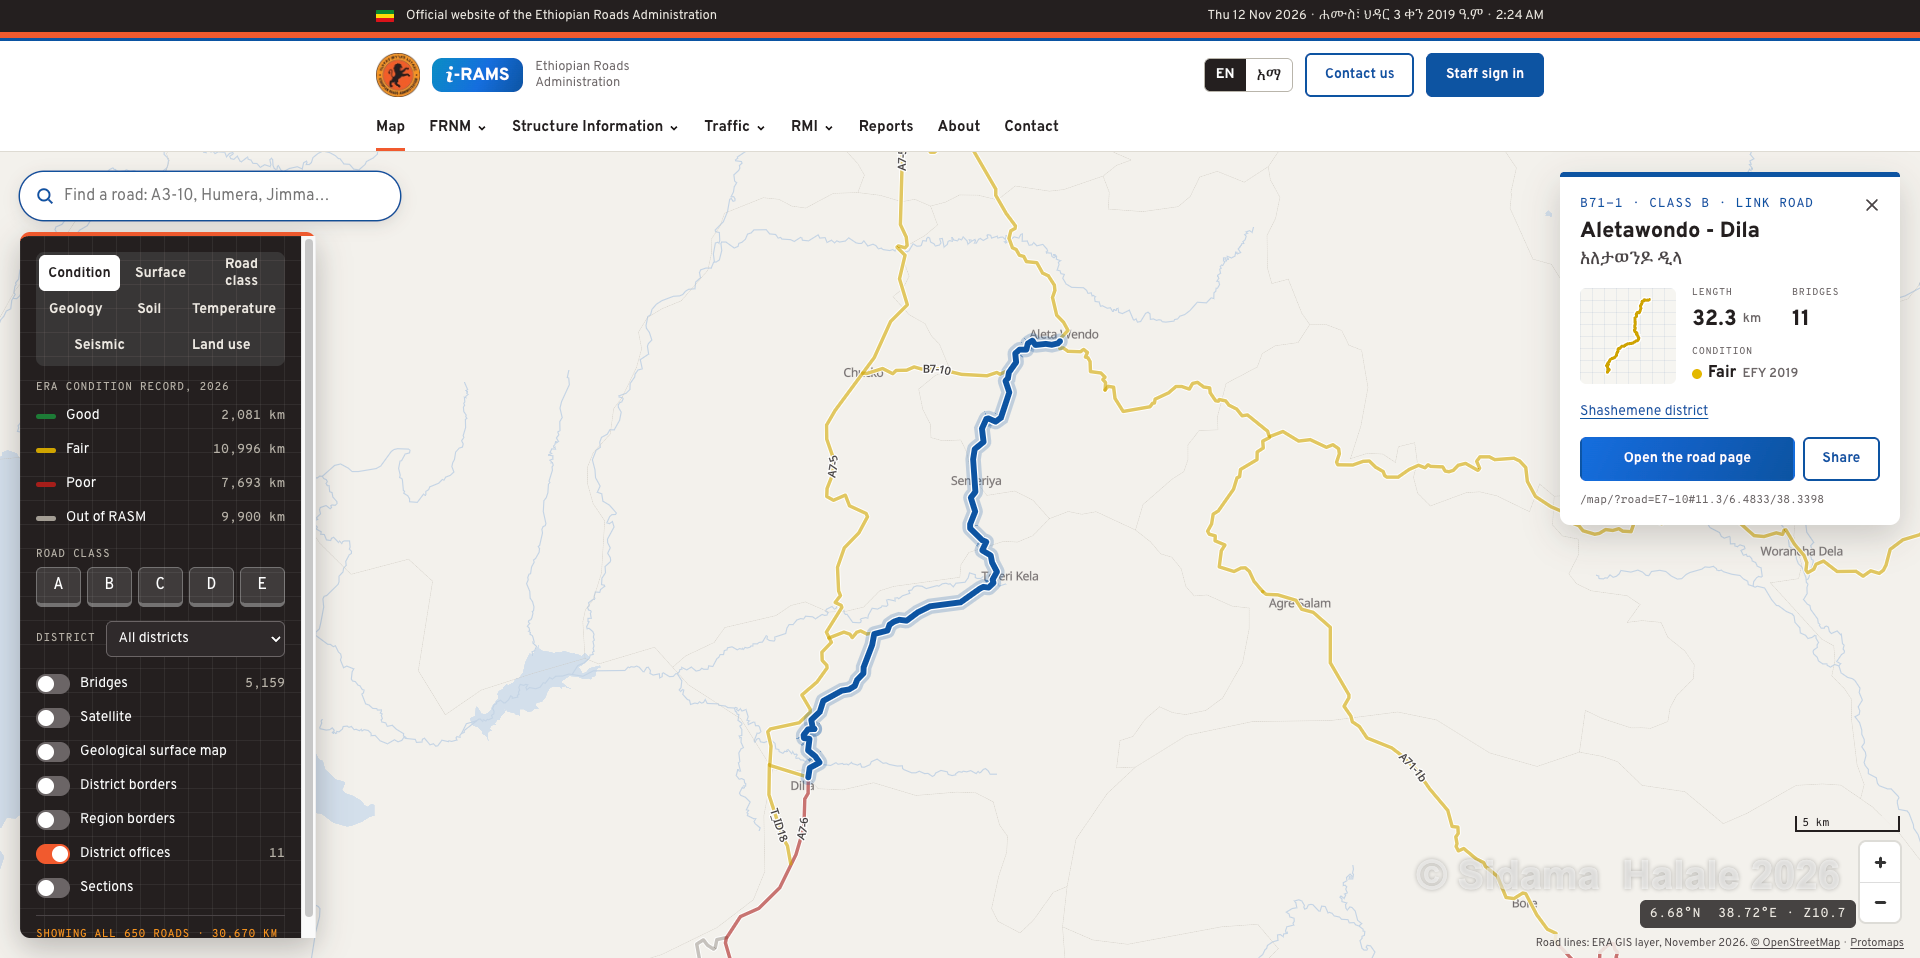 Official website of the Ethiopian Roads Administration
Thu 12 Nov 2026 · ሐሙስ፣ ህዳር 3 ቀን 2019 ዓ.ም · 2:24 AM
i-RAMS
Ethiopian Roads
Administration
EN
አማ
Contact us
Staff sign in
Map
FRNM
Structure Information
Traffic
RMI
Reports
About
Contact
Find a road: A3-10, Humera, Jimma...
Condition
Surface
Road class
Geology
Soil
Temperature
Seismic
Land use
ERA CONDITION RECORD, 2026
Good 2,081 km
Fair 10,996 km
Poor 7,693 km
Out of RASM 9,900 km
ROAD CLASS
A B C D E
DISTRICT All districts
Bridges 5,159
Satellite
Geological surface map
District borders
Region borders
District offices 11
Sections
SHOWING ALL 650 ROADS · 30,670 KM
Aleta Wendo
B7-10
A7-5
Teferi Kela
Agre Salam
Dilla
T_ID18
A7-6
A71-1b
Worancha Dela
Bore
B71-1 · CLASS B · LINK ROAD
Aletawondo - Dila
አለታወንዶ ዲላ
LENGTH
32.3 km
BRIDGES
11
CONDITION
Fair EFY 2019
Shashemene district
Open the road page
Share
/map/?road=E7-10#11.3/6.4833/38.3398
5 km
© Sidama Halale 2026
6.68°N 38.72°E · Z10.7
Road lines: ERA GIS layer, November 2026. © OpenStreetMap · Protomaps